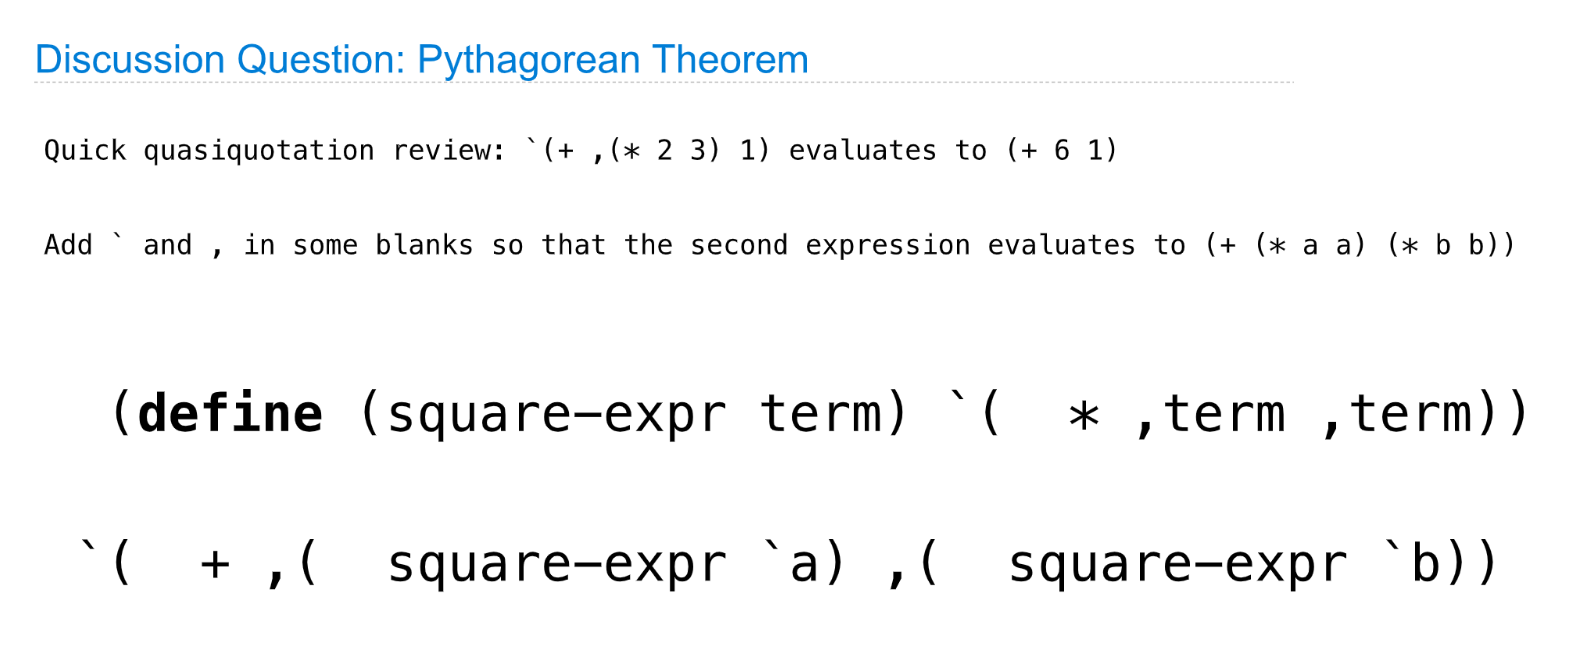 Discussion Question: Pythagorean Theorem
Quick quasiquotation review: `(+ ,(* 2 3) 1) evaluates to (+ 6 1)
Add ` and , in some blanks so that the second expression evaluates to (+ (* a a) (* b b))
(define (square-expr term) `( * ,term ,term))
`( + ,( square-expr `a) ,( square-expr `b))